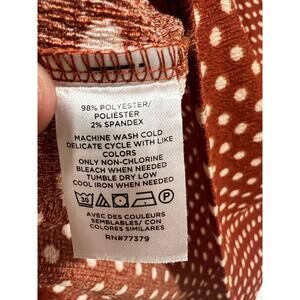 98% POLYESTER/
POLIÉSTER
2% SPANDEX
MACHINE WASH COLD
DELICATE CYCLE WITH LIKE
COLORS
ONLY NON-CHLORINE
BLEACH WHEN NEEDED
TUMBLE DRY LOW
COOL IRON WHEN NEEDED
30
AVEC DES COULEURS
SEMBLABLES/ CON
COLORES SIMILARES
RN#77379